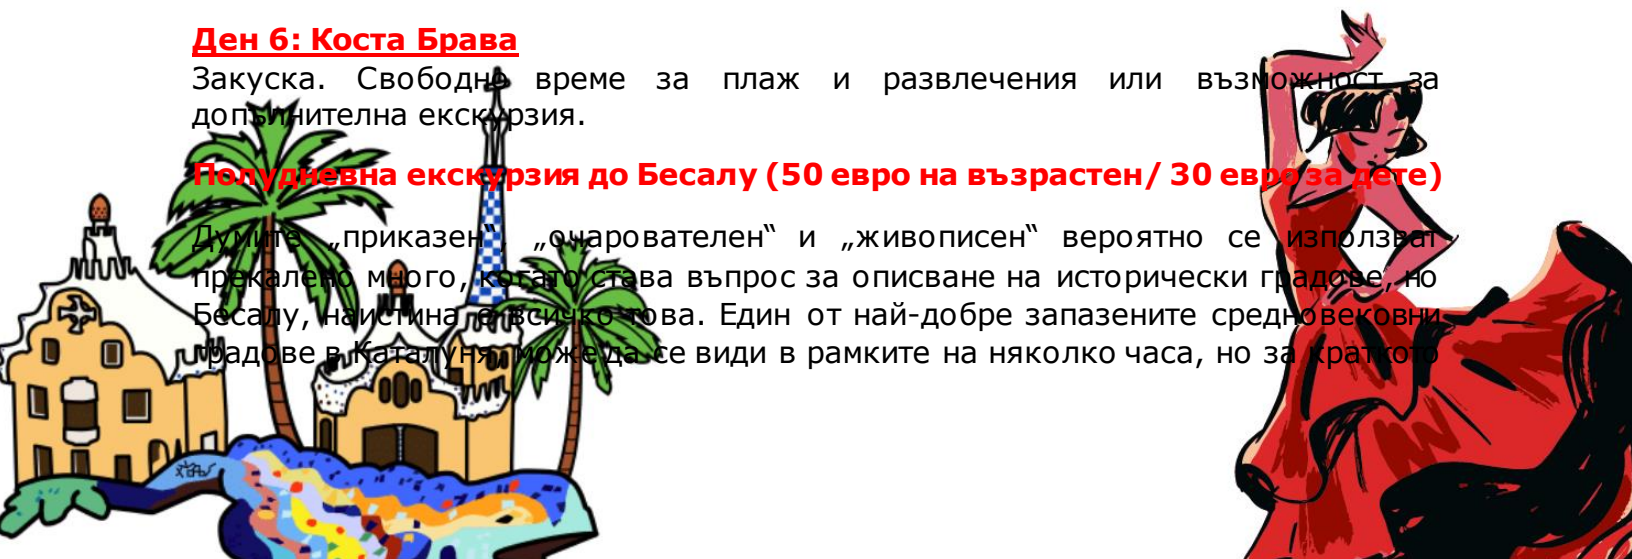 Ден 6: Коста Брава
Закуска. Свободно време за плаж и развлечения или възможност за
допълнителна екскурзия.
Полудневна екскурзия до Бесалу (50 евро на възрастен/ 30 евро за дете)
Думите „приказен“, „очарователен“ и „живописен“ вероятно се използват
прекалено много, когато става въпрос за описване на исторически градове, но
Бесалу, наистина е всичко това. Един от най-добре запазените средновековни
градове в Каталуня, може да се види в рамките на няколко часа, но за краткото